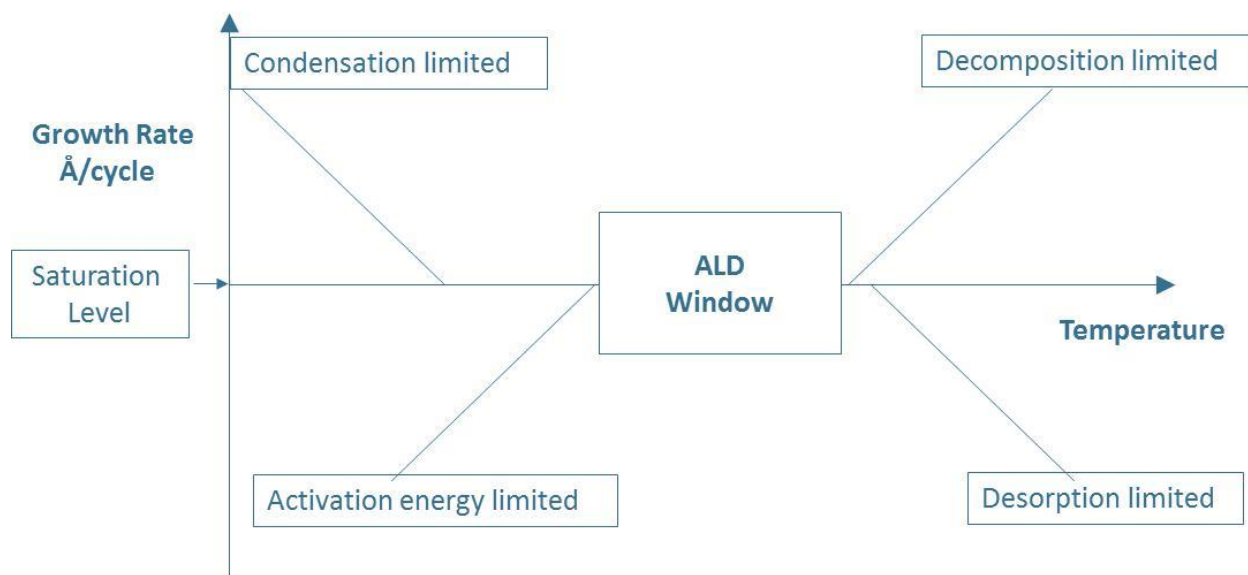 Condensation limited
Decomposition limited
Growth Rate
Å/cycle
Saturation
Level
ALD
Window
Temperature
Activation energy limited
Desorption limited